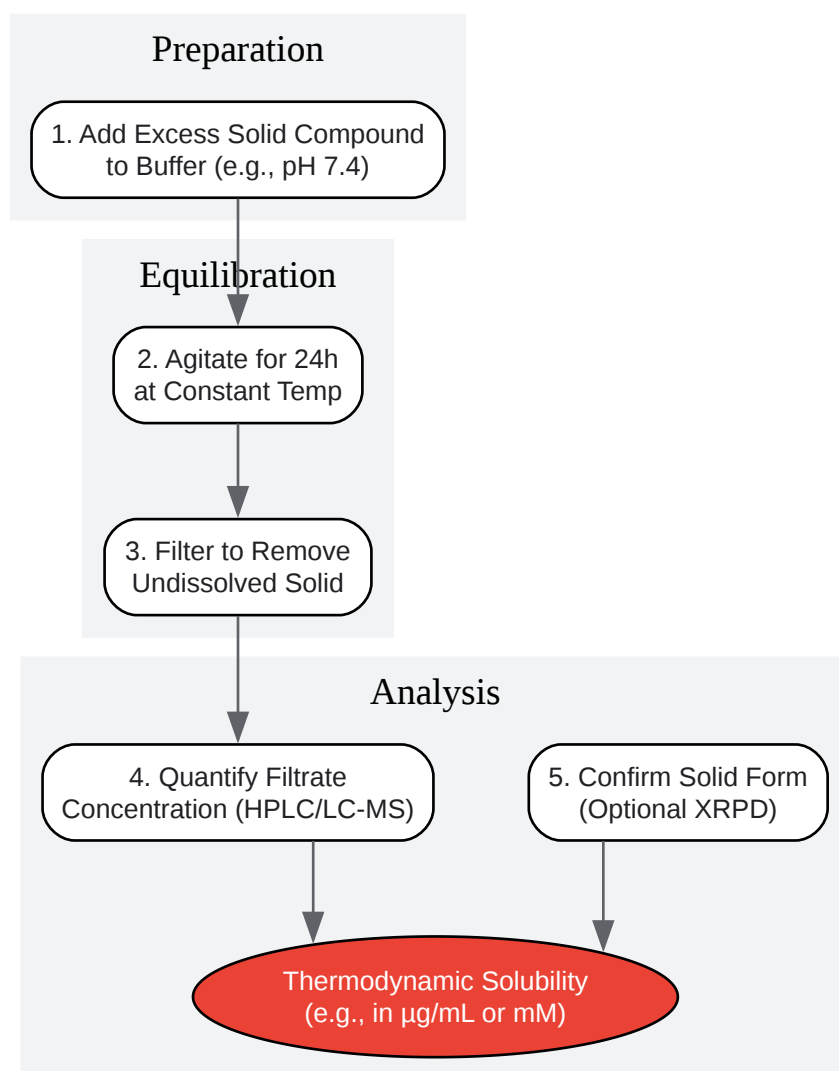 Preparation
1. Add Excess Solid Compound
to Buffer (e.g., pH 7.4)
Equilibration
2. Agitate for 24h
at Constant Temp
3. Filter to Remove
Undissolved Solid
Analysis
4. Quantify Filtrate
Concentration (HPLC/LC-MS)
5. Confirm Solid Form
(Optional XRPD)
Thermodynamic Solubility
(e.g., in µg/mL or mM)